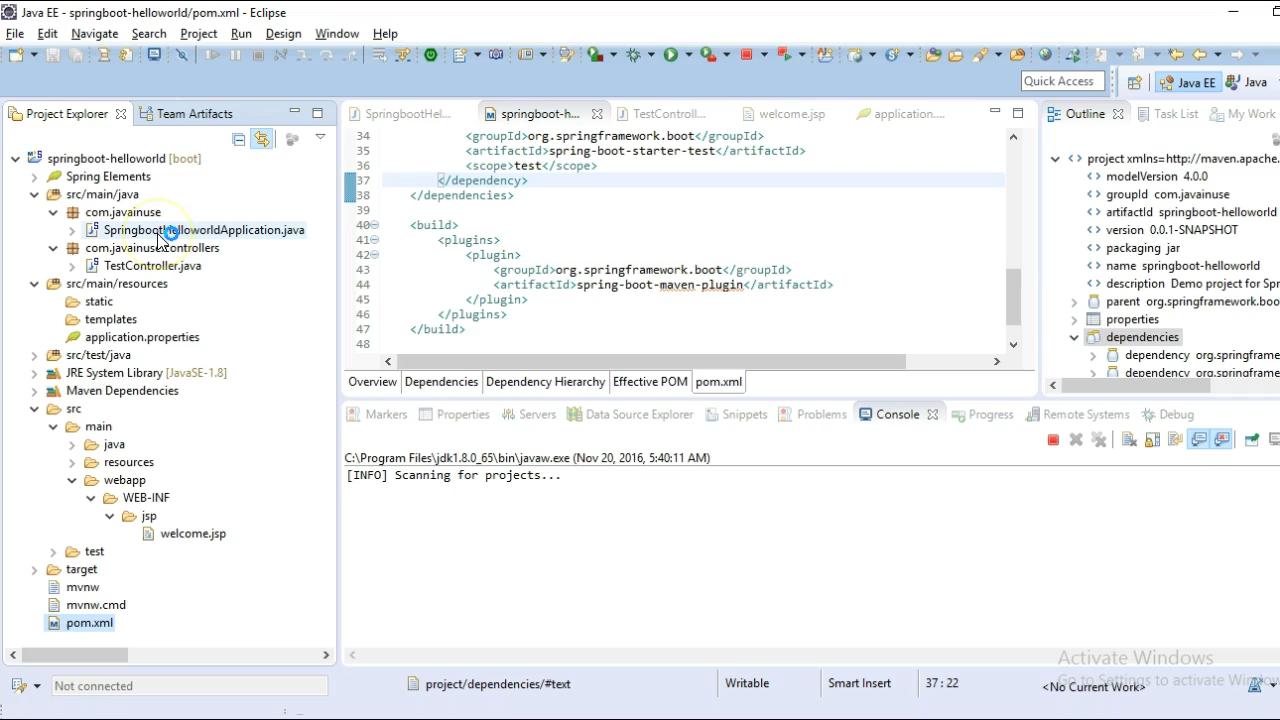 Java EE - springboot-helloworld/pom.xml - Eclipse
File Edit Navigate Search Project Run Design Window Help
Quick Access Java EE Java
Project Explorer Team Artifacts
springboot-helloworld [boot]
Spring Elements
src/main/java
com.javainuse
SpringbootHelloworldApplication.java
com.javainuse.controllers
TestController.java
src/main/resources
static
templates
application.properties
src/test/java
JRE System Library [JavaSE-1.8]
Maven Dependencies
src
main
java
resources
webapp
WEB-INF
jsp
welcome.jsp
test
target
mvnw
mvnw.cmd
pom.xml
SpringbootHel... springboot-h... TestControll... welcome.jsp application....
34 <groupId>org.springframework.boot</groupId>
35 <artifactId>spring-boot-starter-test</artifactId>
36 <scope>test</scope>
37 </dependency>
38 </dependencies>
39
40 <build>
41 <plugins>
42 <plugin>
43 <groupId>org.springframework.boot</groupId>
44 <artifactId>spring-boot-maven-plugin</artifactId>
45 </plugin>
46 </plugins>
47 </build>
48
Overview Dependencies Dependency Hierarchy Effective POM pom.xml
Outline Task List My Work
project xmlns=http://maven.apache.
modelVersion 4.0.0
groupId com.javainuse
artifactId springboot-helloworld
version 0.0.1-SNAPSHOT
packaging jar
name springboot-helloworld
description Demo project for Spr
parent org.springframework.boo
properties
dependencies
dependency org.springframe
dependency org.springframe
Markers Properties Servers Data Source Explorer Snippets Problems Console Progress Remote Systems Debug
C:\Program Files\jdk1.8.0_65\bin\javaw.exe (Nov 20, 2016, 5:40:11 AM)
[INFO] Scanning for projects...
Activate Windows
Go to Settings to activate Win
Not connected project/dependencies/#text Writable Smart Insert 37 : 22 <No Current Work>